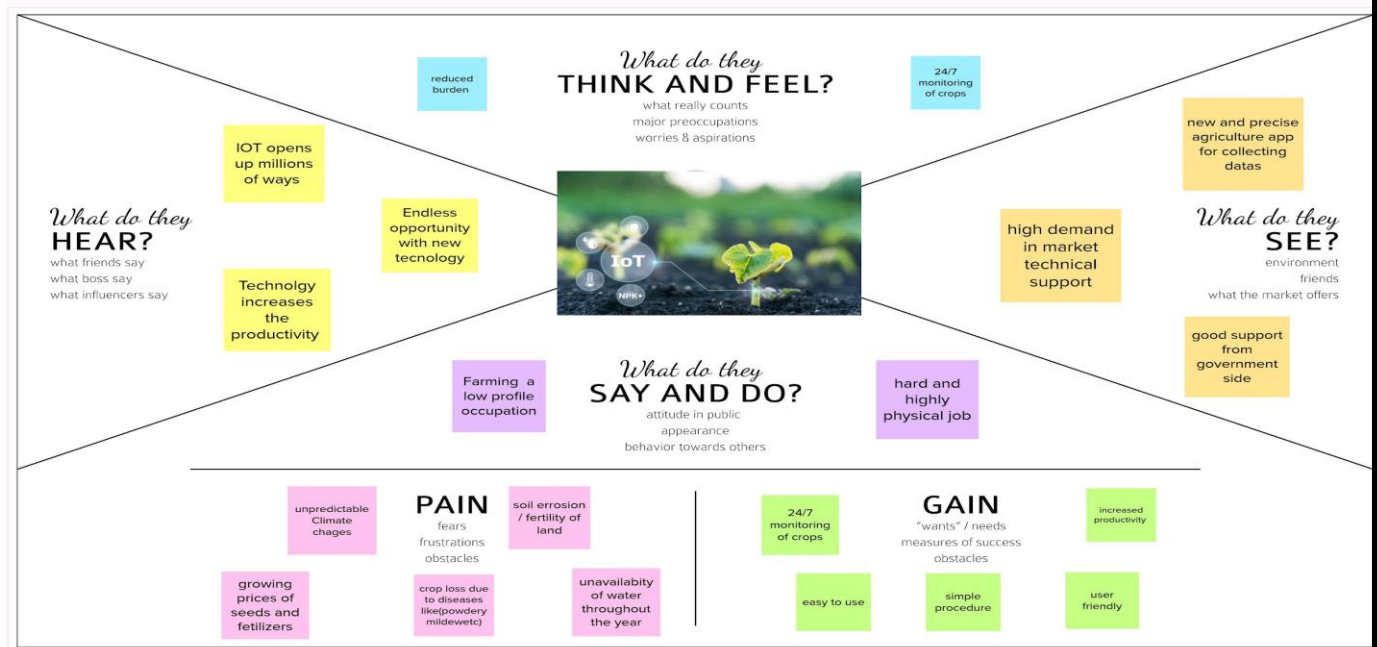 What do they
THINK AND FEEL?
what really counts
major preoccupations
worries & aspirations
reduced
burden
24/7
monitoring
of crops
What do they
HEAR?
what friends say
what boss say
what influencers say
IOT opens
up millions
of ways
Endless
opportunity
with new
tecnology
Technolgy
increases
the
productivity
IoT
NPK+
What do they
SEE?
environment
friends
what the market offers
new and precise
agriculture app
for collecting
datas
high demand
in market
technical
support
good support
from
government
side
What do they
SAY AND DO?
attitude in public
appearance
behavior towards others
Farming a
low profile
occupation
hard and
highly
physical job
PAIN
fears
frustrations
obstacles
unpredictable
Climate
chages
soil errosion
/ fertility of
land
growing
prices of
seeds and
fetilizers
crop loss due
to diseases
like(powdery
mildewetc)
unavailabity
of water
throughout
the year
GAIN
"wants" / needs
measures of success
obstacles
24/7
monitoring
of crops
increased
productivity
easy to use
simple
procedure
user
friendly